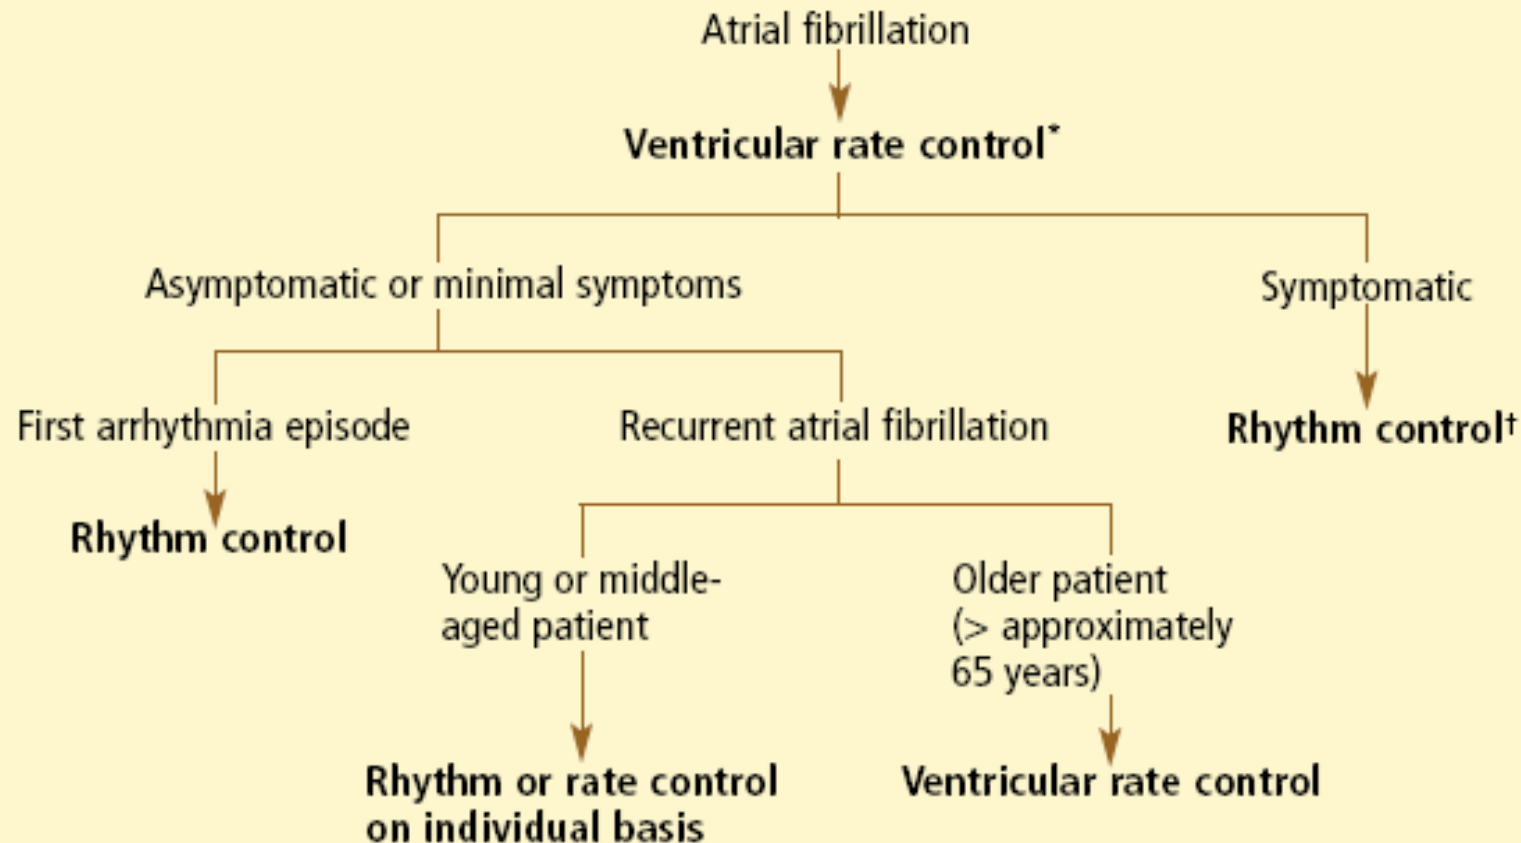 Atrial fibrillation
Ventricular rate control*
Asymptomatic or minimal symptoms
Symptomatic
First arrhythmia episode
Recurrent atrial fibrillation
Rhythm control†
Rhythm control
Young or middle-
aged patient
Older patient
(> approximately
65 years)
Rhythm or rate control
on individual basis
Ventricular rate control